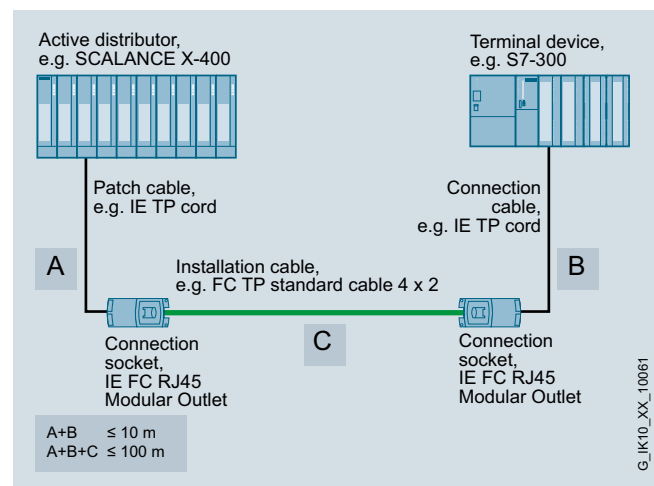 Active distributor,
e.g. SCALANCE X-400
Terminal device,
e.g. S7-300
Patch cable,
e.g. IE TP cord
Connection
cable,
e.g. IE TP cord
A
B
Installation cable,
e.g. FC TP standard cable 4 x 2
C
Connection
socket,
IE FC RJ45
Modular Outlet
Connection
socket,
IE FC RJ45
Modular Outlet
A+B ≤ 10 m
A+B+C ≤ 100 m
G_IK10_XX_10061